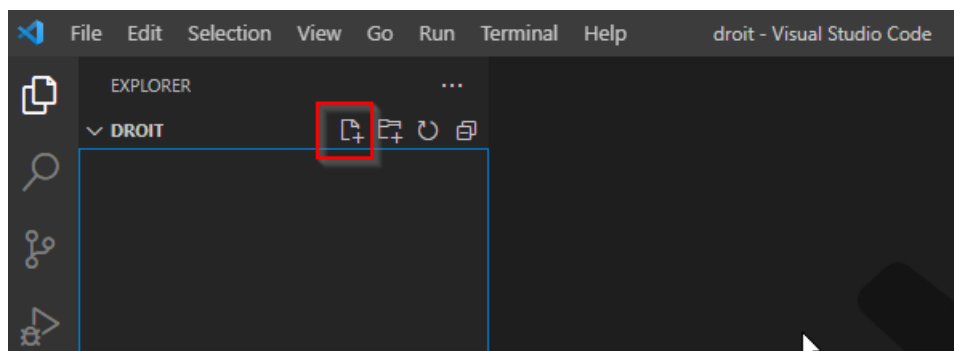 File Edit Selection View Go Run Terminal Help droit - Visual Studio Code
EXPLORER
DROIT